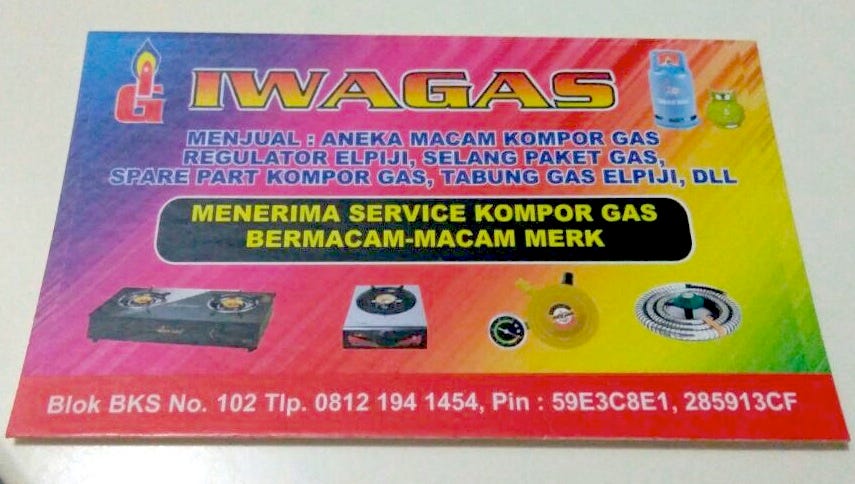 IWAGAS
MENJUAL : ANEKA MACAM KOMPOR GAS
REGULATOR ELPIJI, SELANG PAKET GAS,
SPARE PART KOMPOR GAS, TABUNG GAS ELPIJI, DLL
MENERIMA SERVICE KOMPOR GAS
BERMACAM-MACAM MERK
Blok BKS No. 102 Tlp. 0812 194 1454, Pin : 59E3C8E1, 285913CF